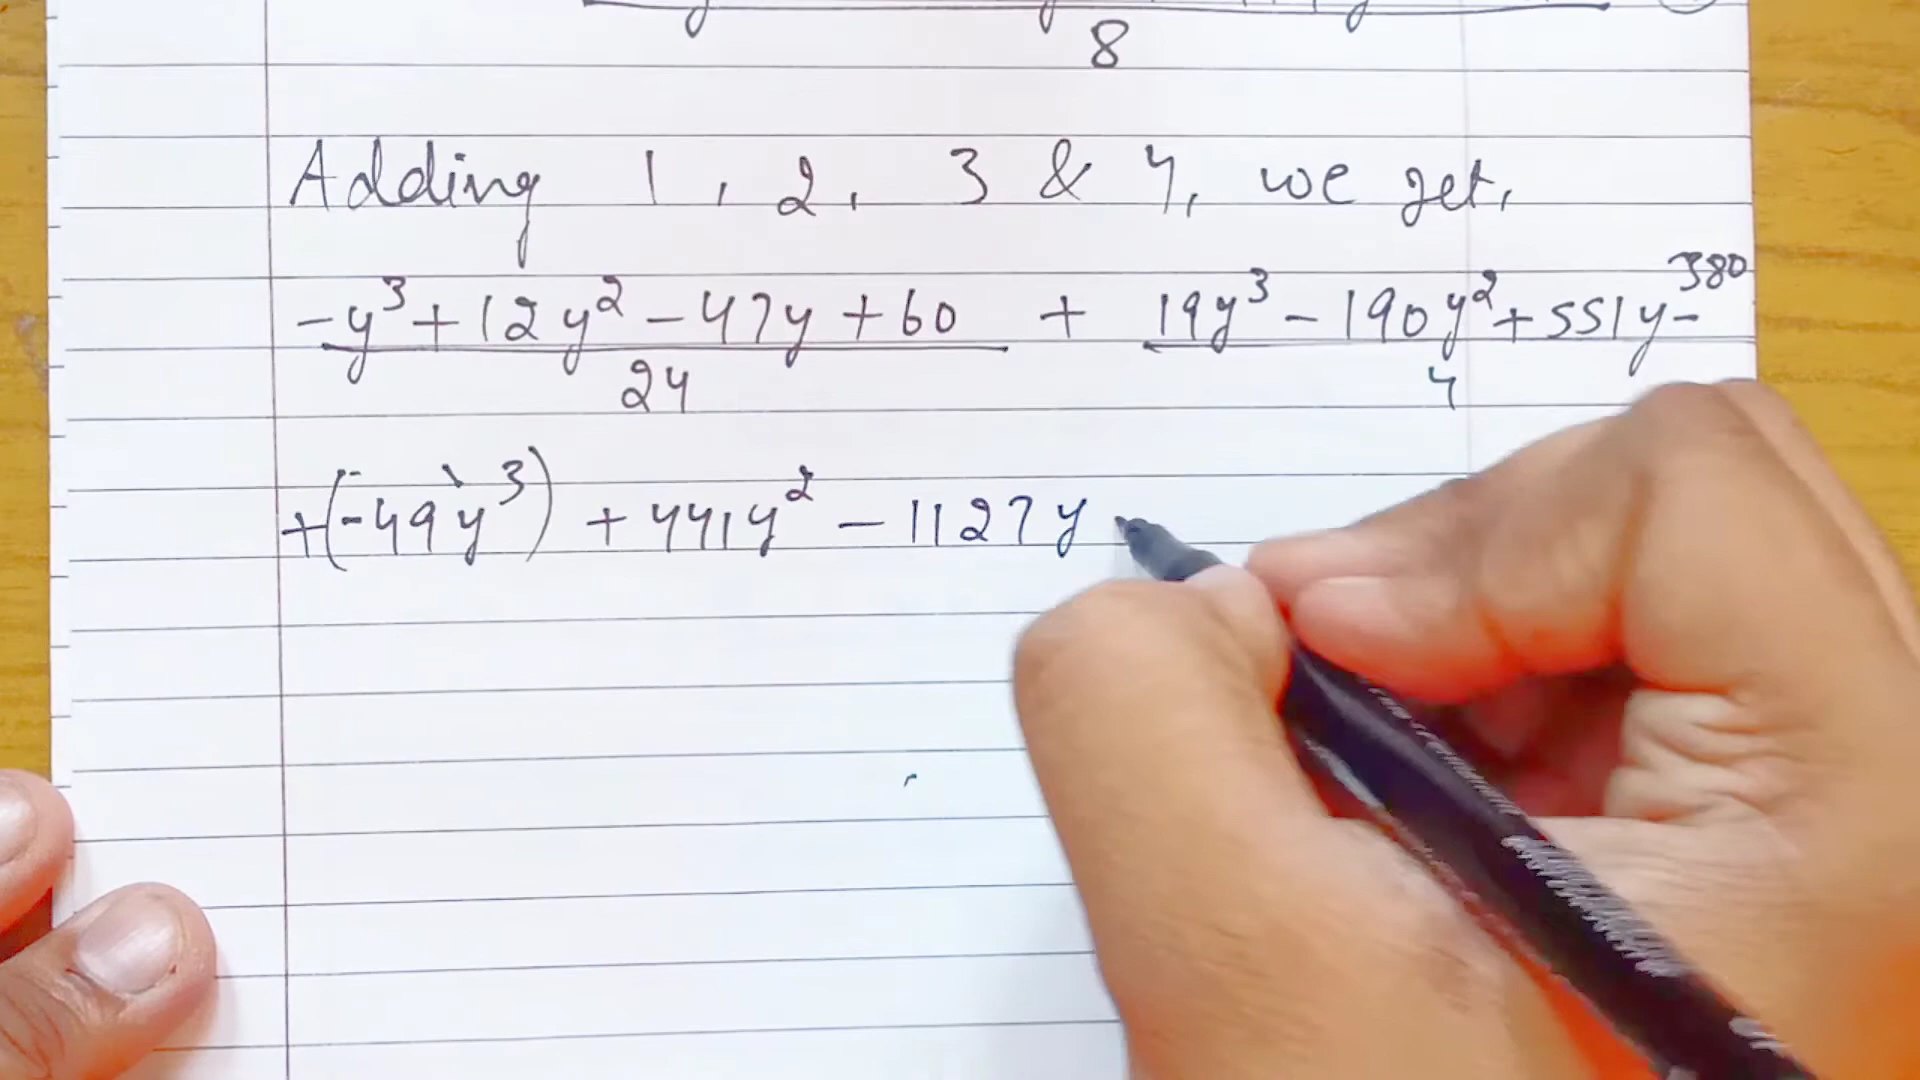 8
Adding 1, 2, 3 & 4, we get,
-y³ + 12y² - 47y + 60 + 19y³ - 190y² + 551y - 380
24 4
+(-49y³) + 441y² - 1127y